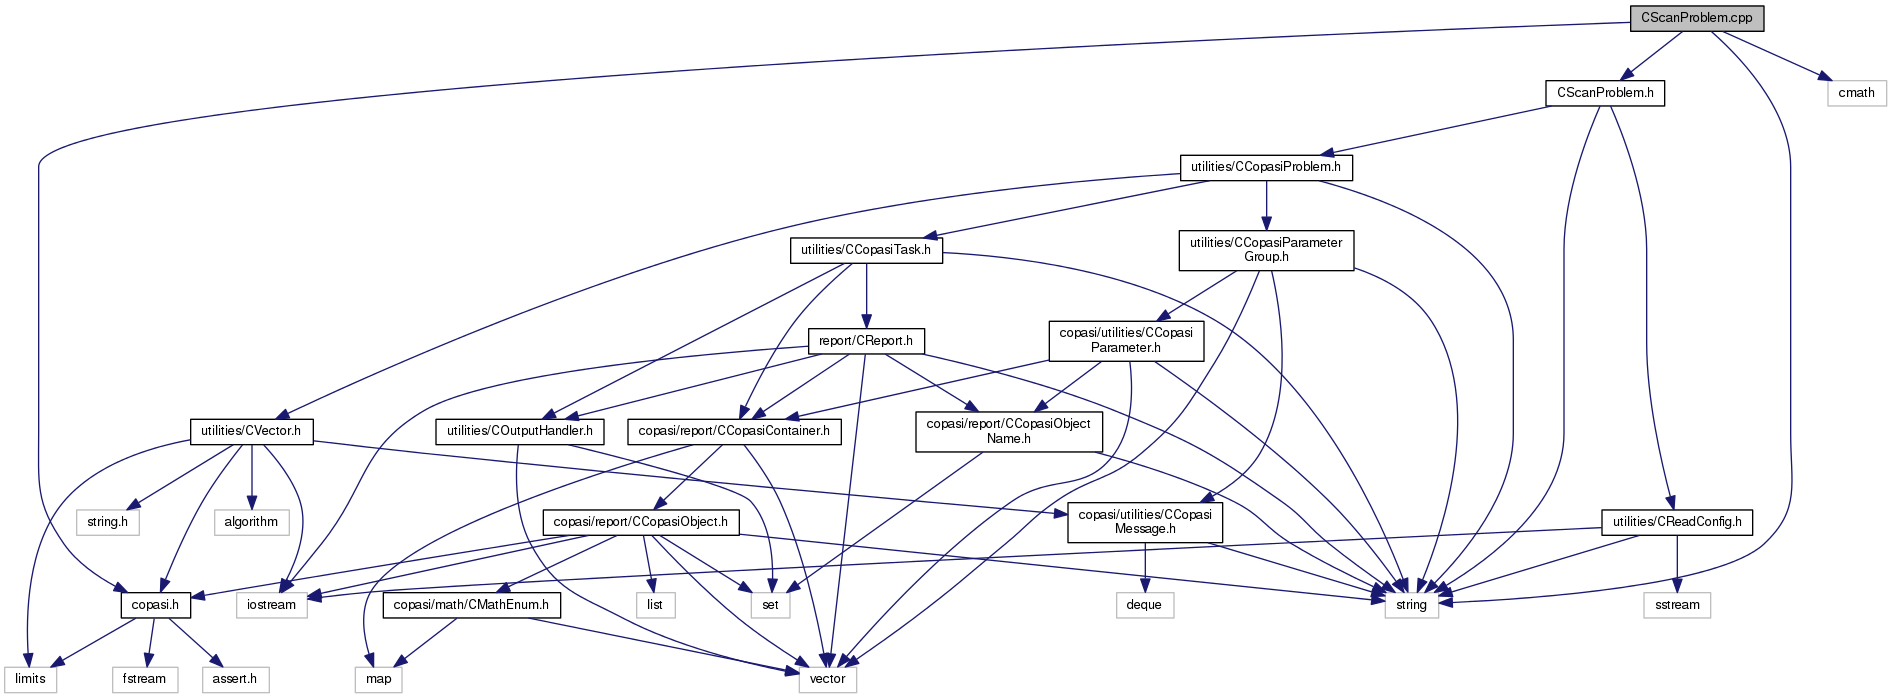 CScanProblem.cpp
CScanProblem.h
cmath
utilities/CCopasiProblem.h
utilities/CCopasiTask.h
utilities/CCopasiParameter
Group.h
report/CReport.h
copasi/utilities/CCopasi
Parameter.h
utilities/CVector.h
utilities/COutputHandler.h
copasi/report/CCopasiContainer.h
copasi/report/CCopasiObject
Name.h
string.h
algorithm
copasi/report/CCopasiObject.h
copasi/utilities/CCopasi
Message.h
utilities/CReadConfig.h
copasi.h
iostream
copasi/math/CMathEnum.h
list
set
deque
string
sstream
limits
fstream
assert.h
map
vector